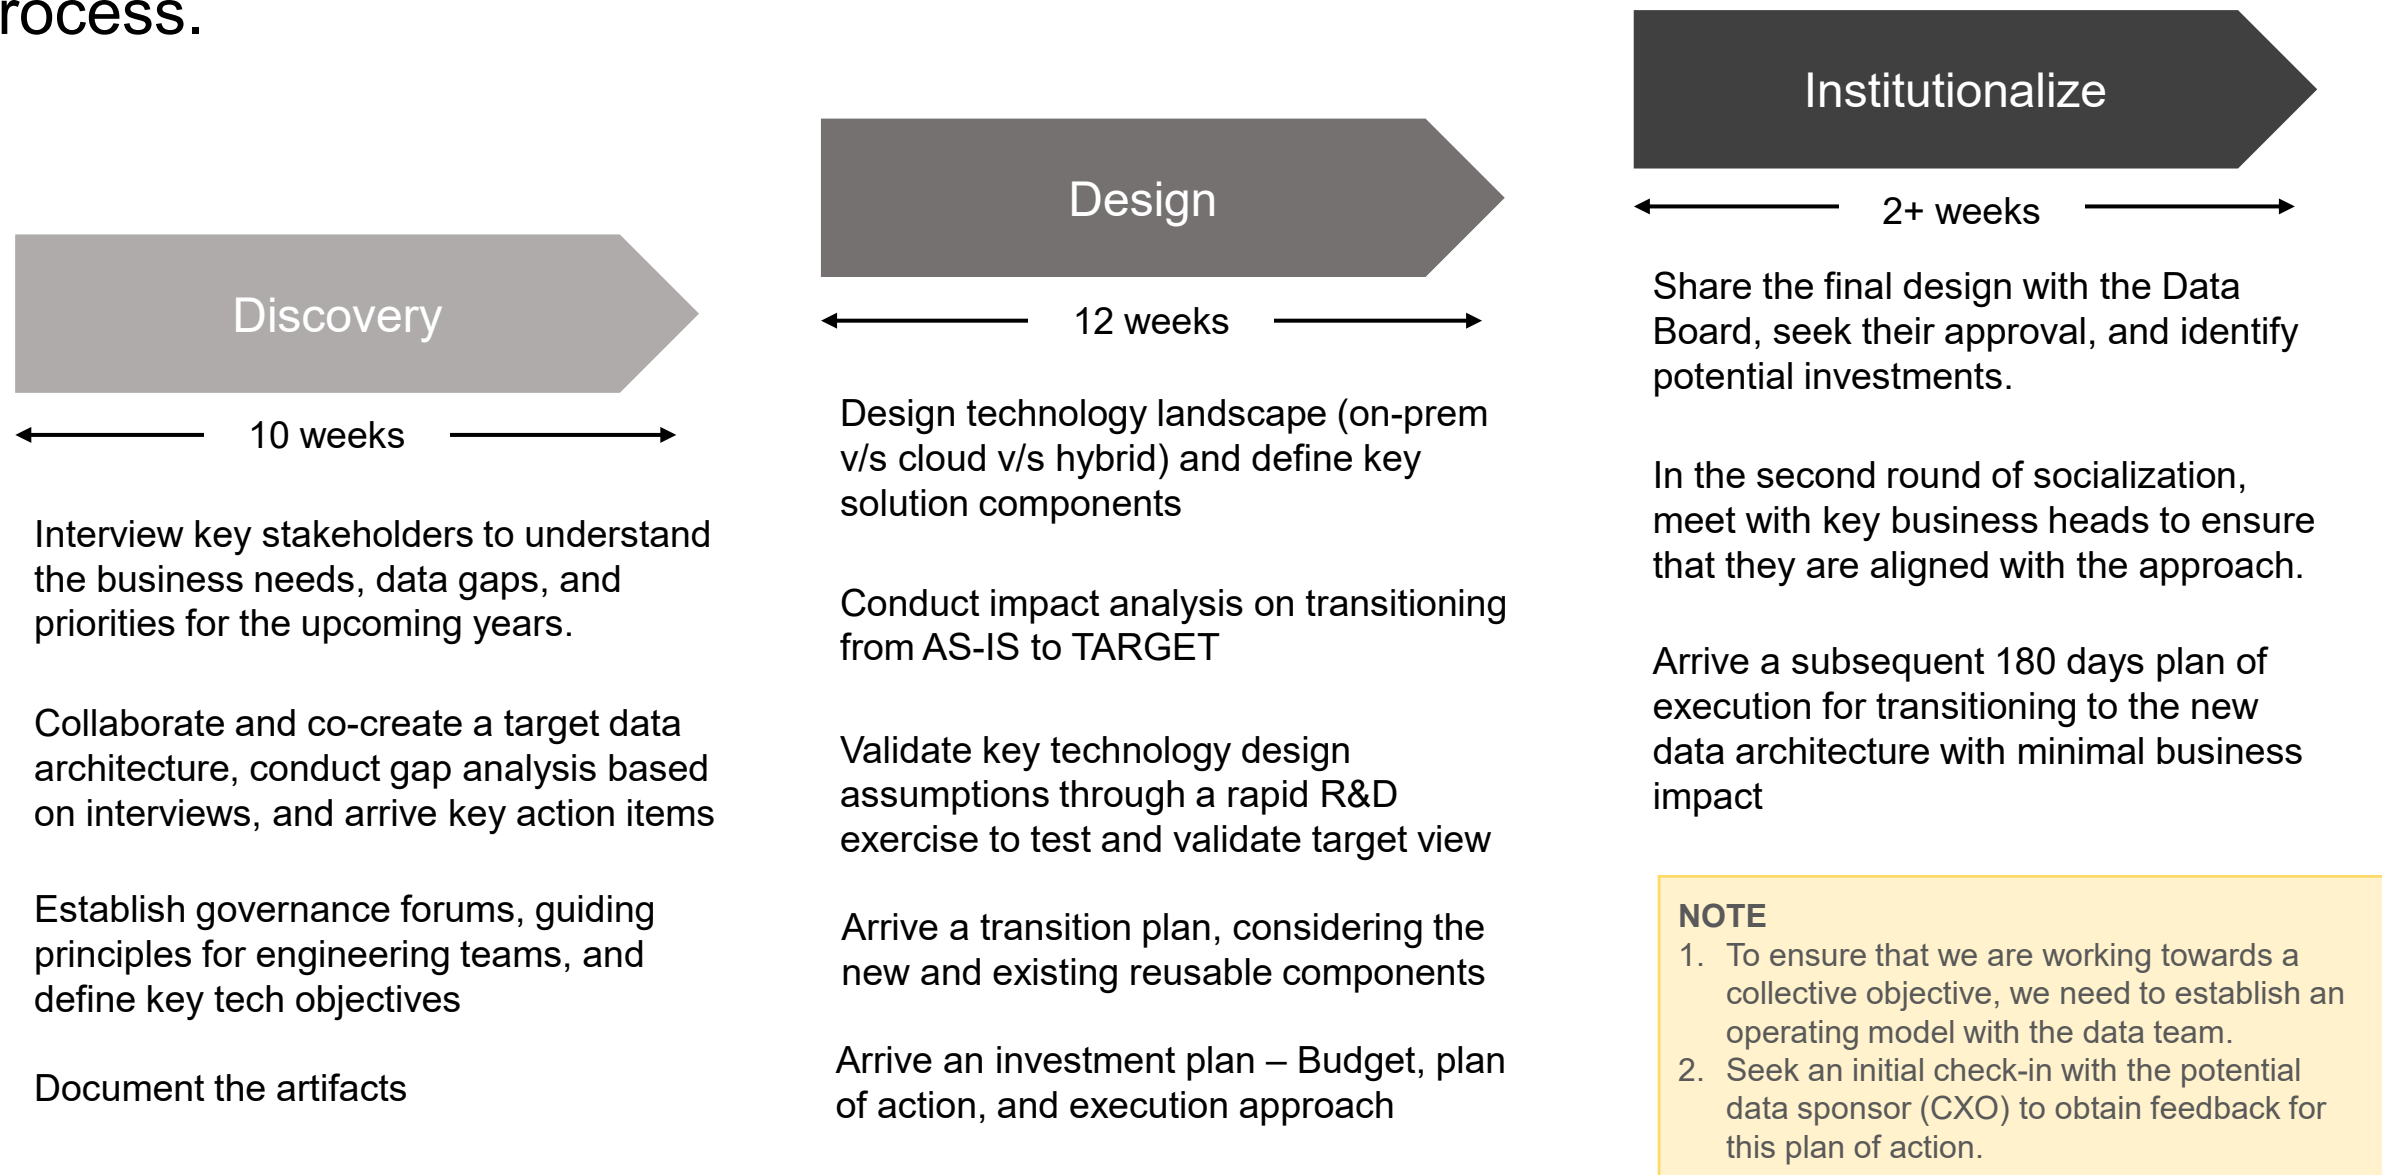 rocess.
Discovery
10 weeks
Interview key stakeholders to understand
the business needs, data gaps, and
priorities for the upcoming years.
Collaborate and co-create a target data
architecture, conduct gap analysis based
on interviews, and arrive key action items
Establish governance forums, guiding
principles for engineering teams, and
define key tech objectives
Document the artifacts
Design
12 weeks
Design technology landscape (on-prem
v/s cloud v/s hybrid) and define key
solution components
Conduct impact analysis on transitioning
from AS-IS to TARGET
Validate key technology design
assumptions through a rapid R&D
exercise to test and validate target view
Arrive a transition plan, considering the
new and existing reusable components
Arrive an investment plan – Budget, plan
of action, and execution approach
Institutionalize
2+ weeks
Share the final design with the Data
Board, seek their approval, and identify
potential investments.
In the second round of socialization,
meet with key business heads to ensure
that they are aligned with the approach.
Arrive a subsequent 180 days plan of
execution for transitioning to the new
data architecture with minimal business
impact
NOTE
1. To ensure that we are working towards a
collective objective, we need to establish an
operating model with the data team.
2. Seek an initial check-in with the potential
data sponsor (CXO) to obtain feedback for
this plan of action.